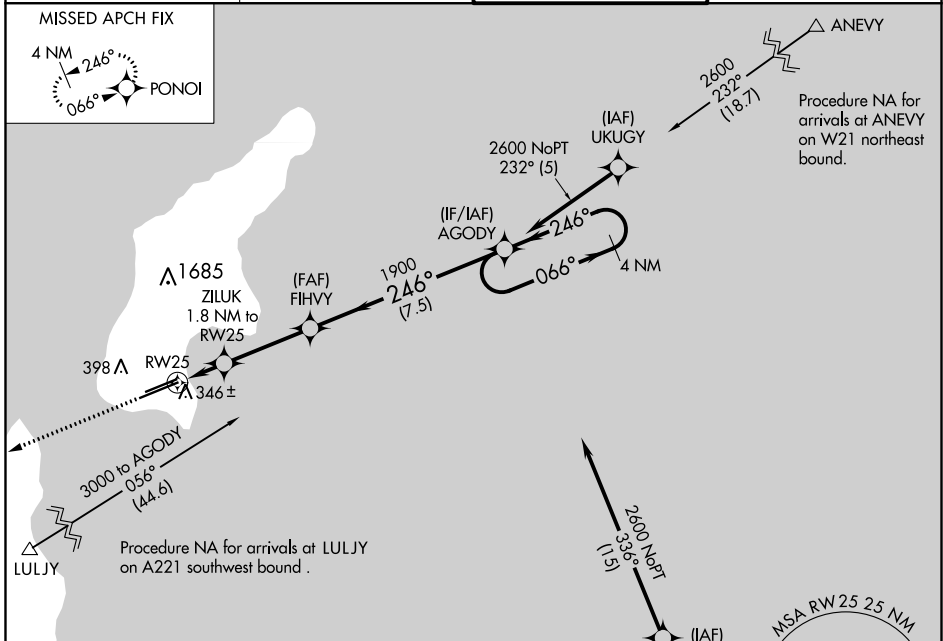 MISSED APCH FIX
4 NM
246°
066°
PONOI
ANEVY
2600
232°
(18.7)
Procedure NA for
arrivals at ANEVY
on W21 northeast
bound.
(IAF)
UKUGY
2600 NoPT
232° (5)
(IF/IAF)
AGODY
246°
066°
4 NM
1900
246°
(7.5)
(FAF)
FIHVY
1685
ZILUK
1.8 NM to
RW25
398
RW25
346 ±
3000 to AGODY
056°
(44.6)
LULJY
Procedure NA for arrivals at LULJY
on A221 southwest bound .
2600 NoPT
336°
(15)
(IAF)
MSA RW25 25 NM